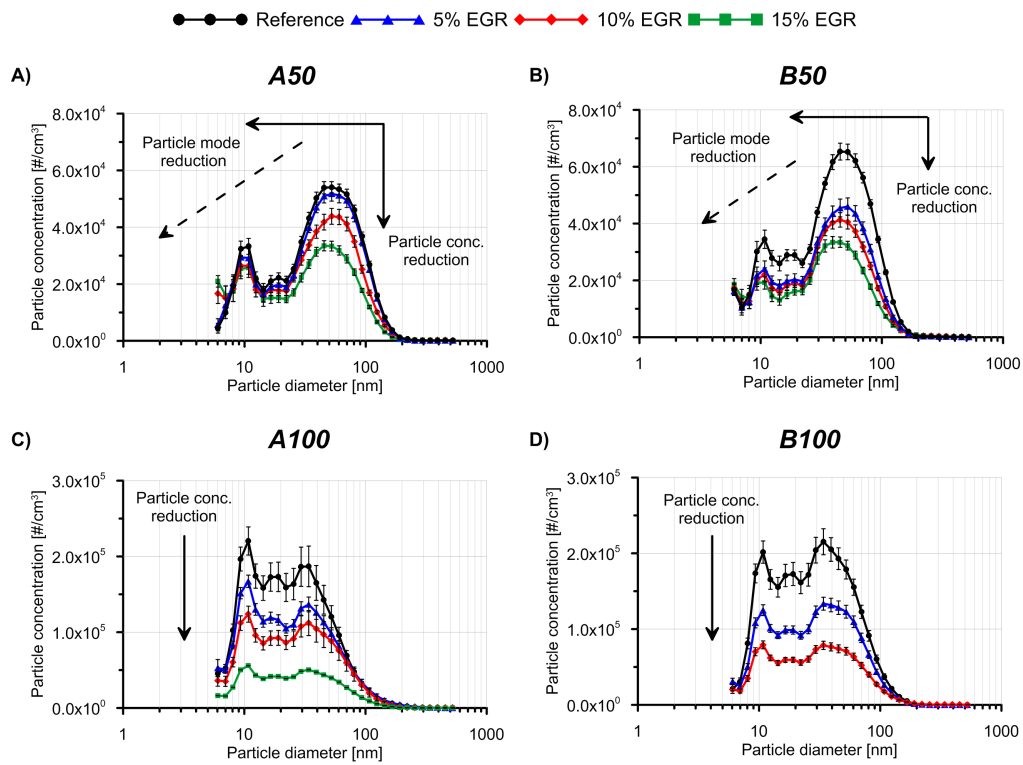 Reference 5% EGR 10% EGR 15% EGR
A)
A50
Particle concentration [#/cm³]
8.0x10⁴
6.0x10⁴
4.0x10⁴
2.0x10⁴
0.0x10⁰
Particle mode
reduction
Particle conc.
reduction
1 10 100 1000
Particle diameter [nm]
B)
B50
Particle concentration [#/cm³]
8.0x10⁴
6.0x10⁴
4.0x10⁴
2.0x10⁴
0.0x10⁰
Particle mode
reduction
Particle conc.
reduction
1 10 100 1000
Particle diameter [nm]
C)
A100
Particle concentration [#/cm³]
3.0x10⁵
2.0x10⁵
1.0x10⁵
0.0x10⁰
Particle conc.
reduction
1 10 100 1000
Particle diameter [nm]
D)
B100
Particle concentration [#/cm³]
3.0x10⁵
2.0x10⁵
1.0x10⁵
0.0x10⁰
Particle conc.
reduction
1 10 100 1000
Particle diameter [nm]